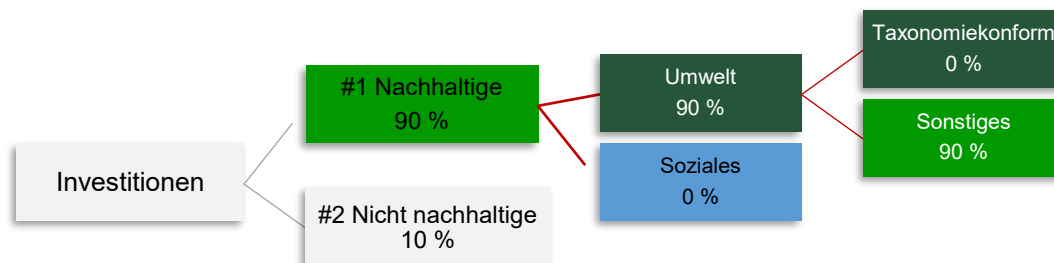 Investitionen
#1 Nachhaltige
90 %
#2 Nicht nachhaltige
10 %
Umwelt
90 %
Soziales
0 %
Taxonomiekonform
0 %
Sonstiges
90 %